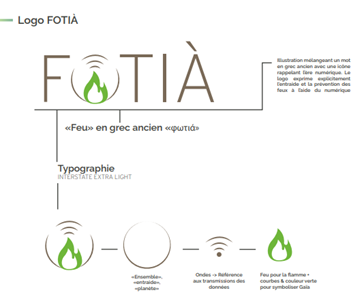 Logo FOTIÀ
FOTIÀ
Illustration mélangeant un mot
en grec ancien avec une icône
rappelant l'ère numérique. Le
logo exprime explicitement
l'entraide et la prévention des
feux à l'aide du numérique
«Feu» en grec ancien «φωτιά»
Typographie
INTERSTATE EXTRA LIGHT
«Ensemble»,
«entraide»,
«planète»
Ondes -> Référence
aux transmissions des
données
Feu pour la flamme +
courbes & couleur verte
pour symboliser Gaïa